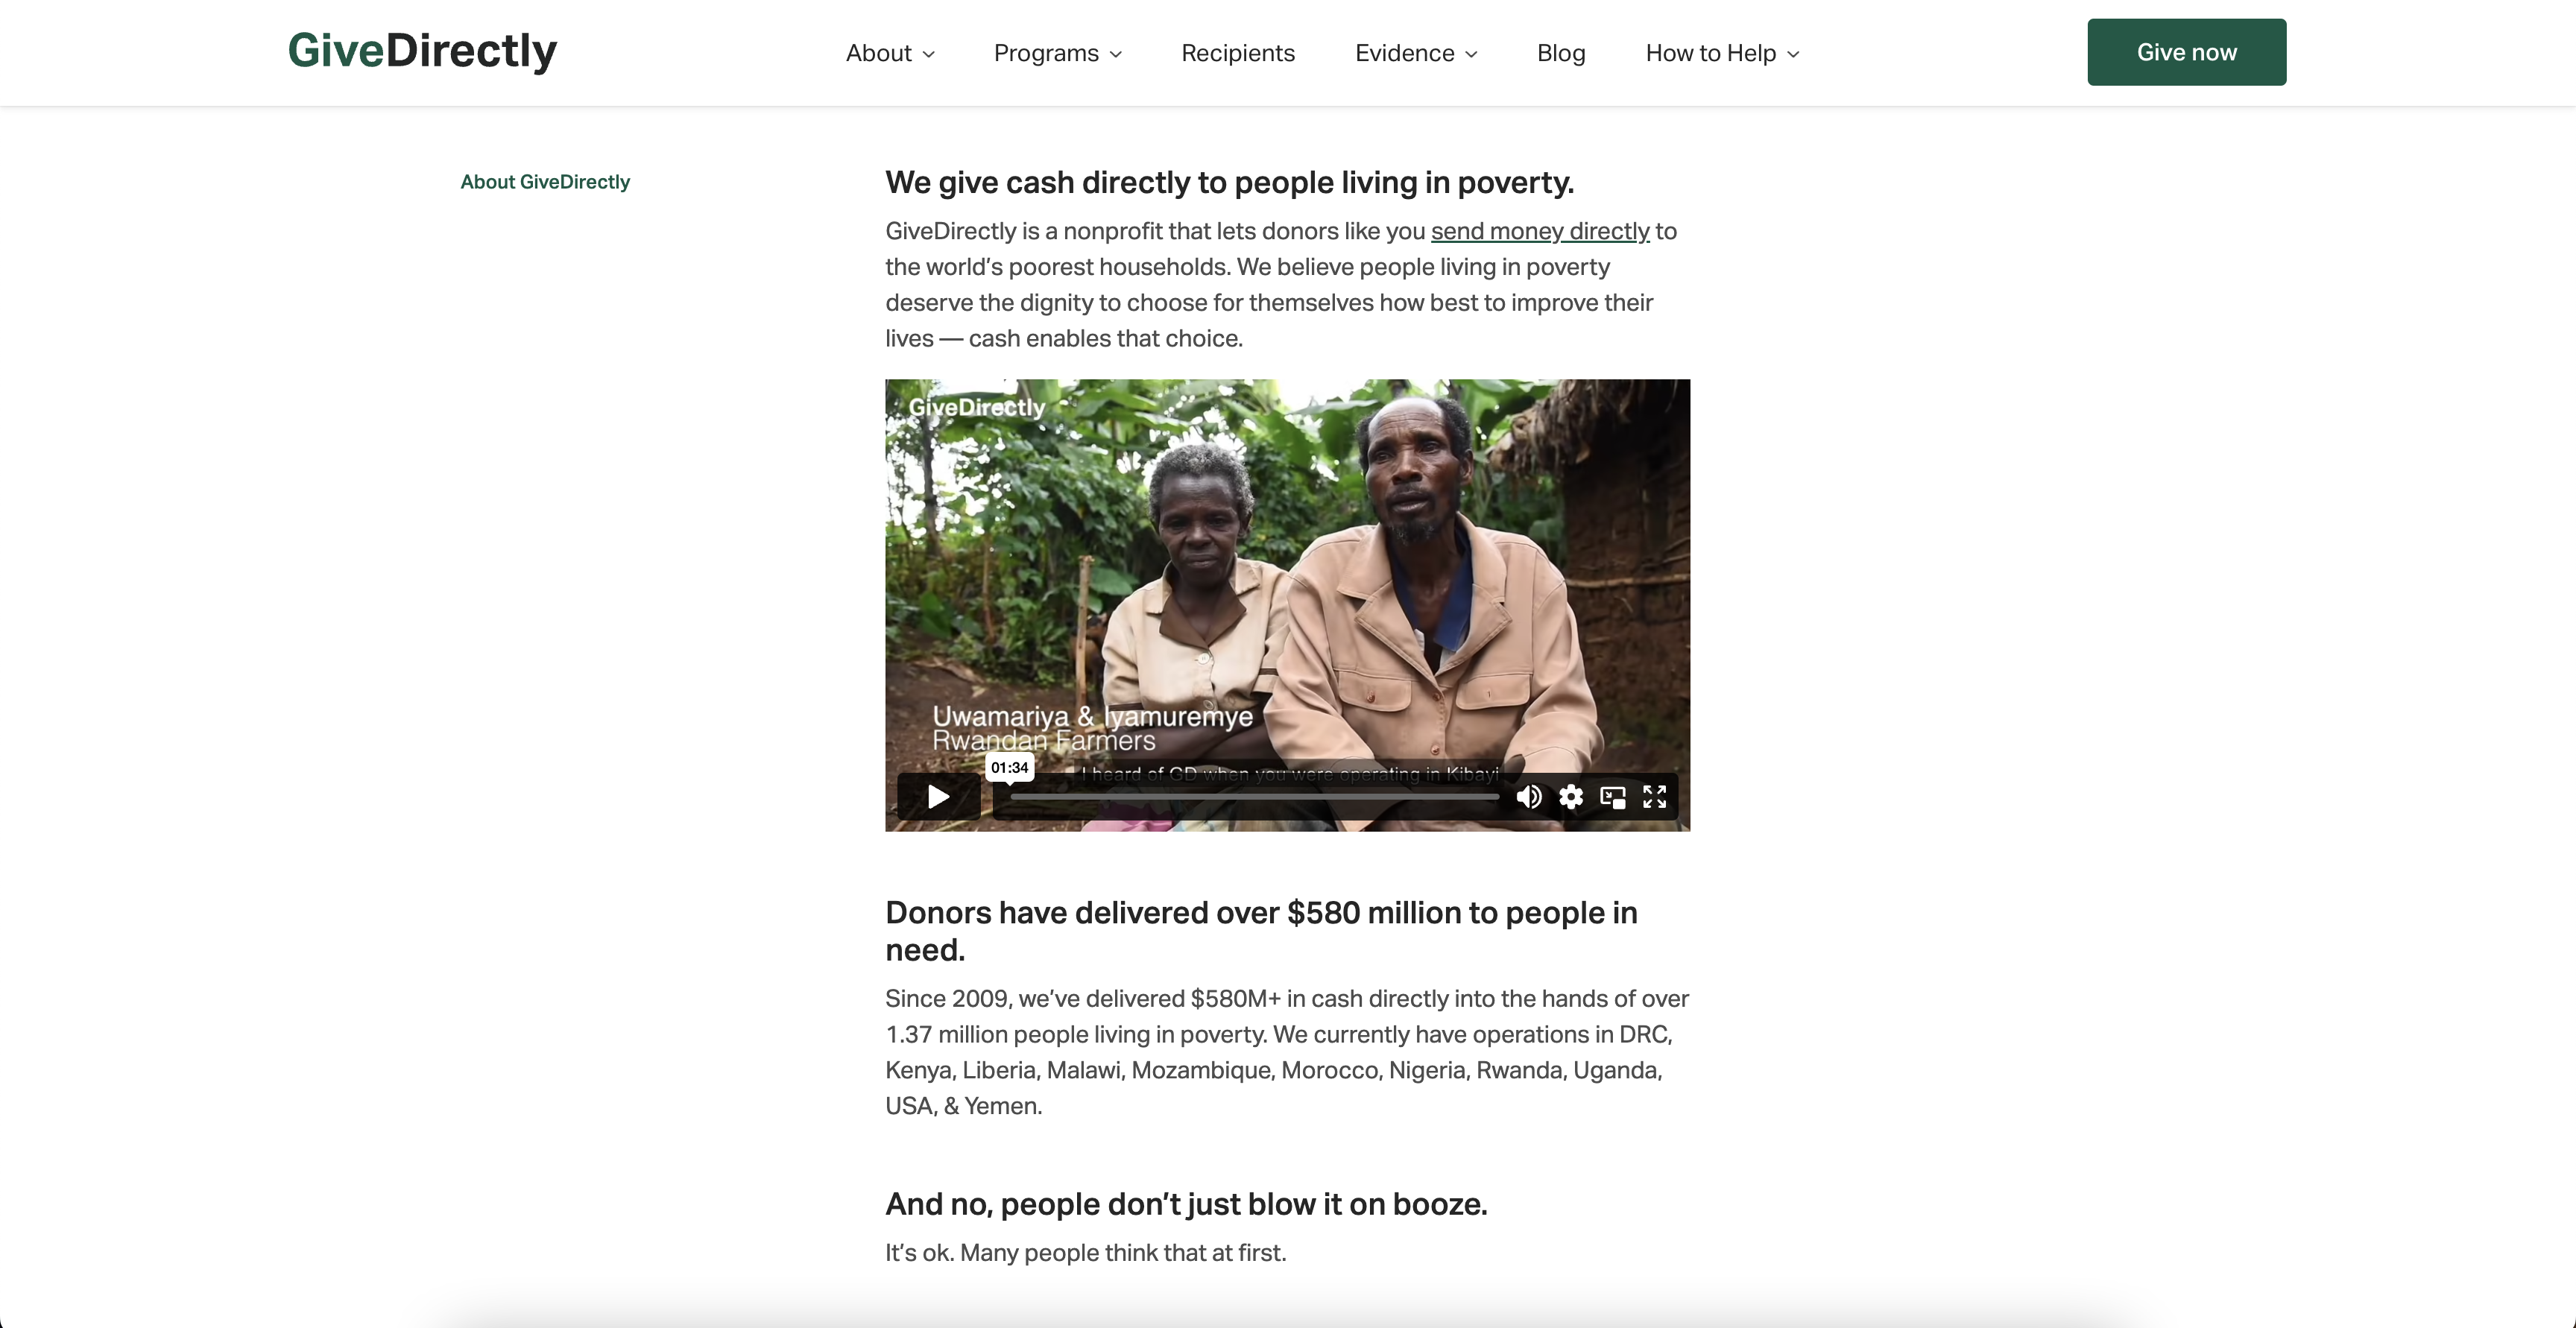 GiveDirectly
About
Programs
Recipients
Evidence
Blog
How to Help
Give now
About GiveDirectly
We give cash directly to people living in poverty.
GiveDirectly is a nonprofit that lets donors like you send money directly to
the world’s poorest households. We believe people living in poverty
deserve the dignity to choose for themselves how best to improve their
lives — cash enables that choice.
GiveDirectly
Uwamariya & Iyamuremye
Rwandan Farmers
01:34
I heard of GD when you were operating in Kibayi
Donors have delivered over $580 million to people in
need.
Since 2009, we’ve delivered $580M+ in cash directly into the hands of over
1.37 million people living in poverty. We currently have operations in DRC,
Kenya, Liberia, Malawi, Mozambique, Morocco, Nigeria, Rwanda, Uganda,
USA, & Yemen.
And no, people don’t just blow it on booze.
It’s ok. Many people think that at first.